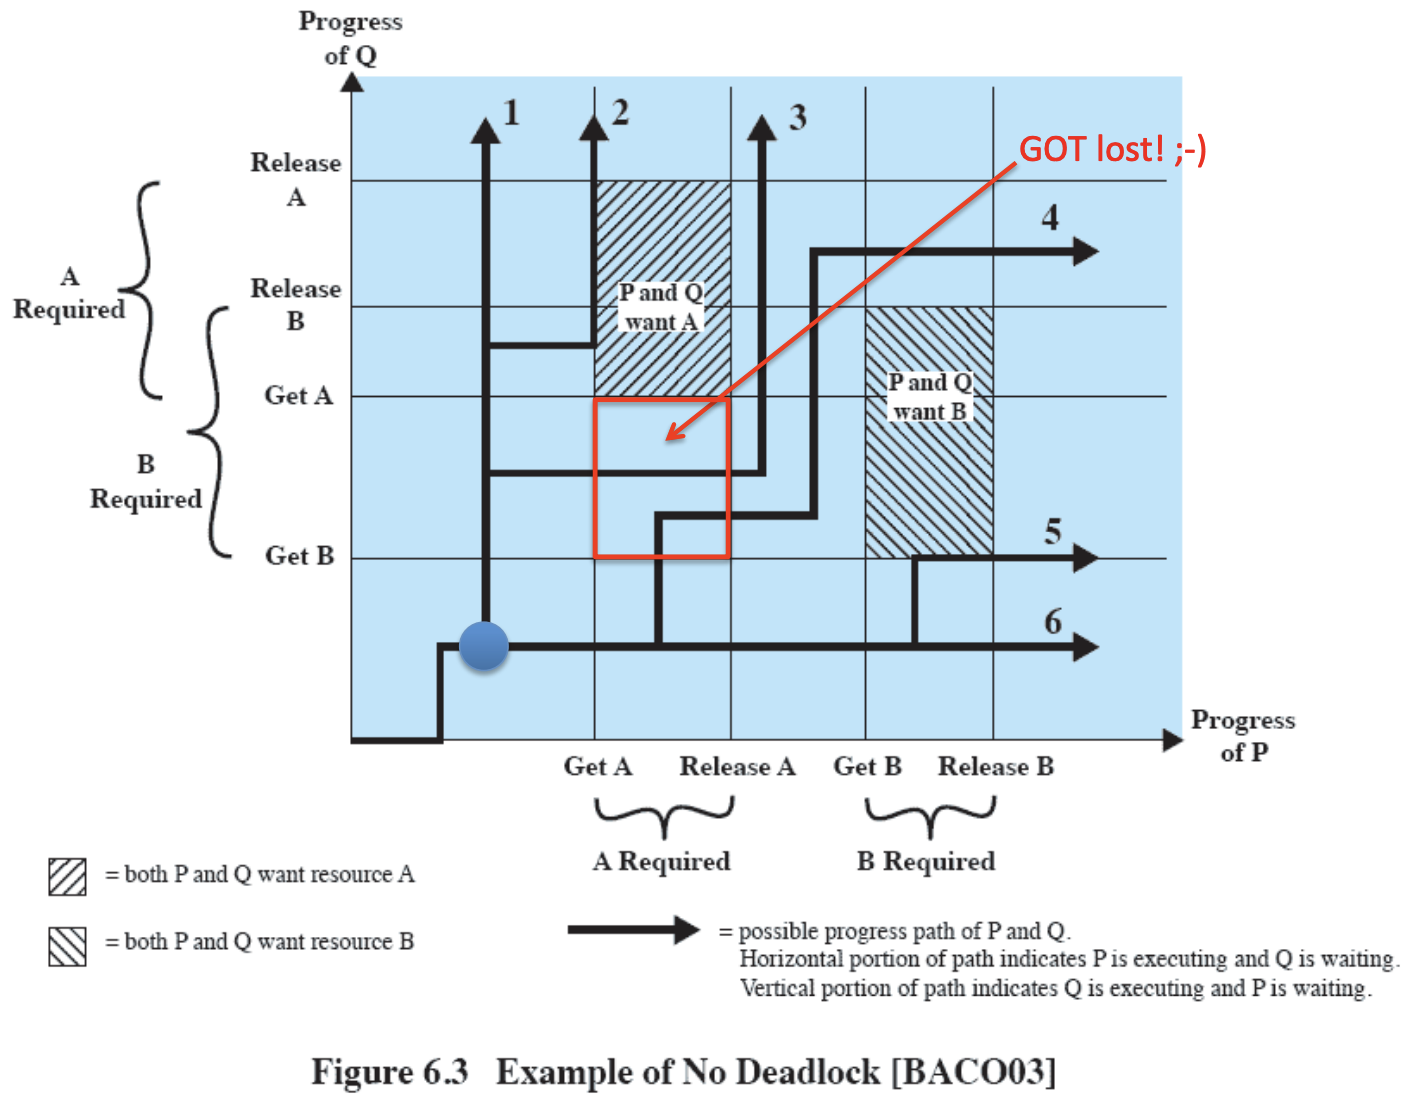 Progress
of Q
1
2
3
GOT lost! ;-)
Release
A
4
A
Required
Release
B
P and Q
want A
P and Q
want B
Get A
B
Required
5
Get B
6
Progress
of P
Get A
Release A
Get B
Release B
A Required
B Required
= both P and Q want resource A
= both P and Q want resource B
= possible progress path of P and Q.
Horizontal portion of path indicates P is executing and Q is waiting.
Vertical portion of path indicates Q is executing and P is waiting.
Figure 6.3 Example of No Deadlock [BACO03]